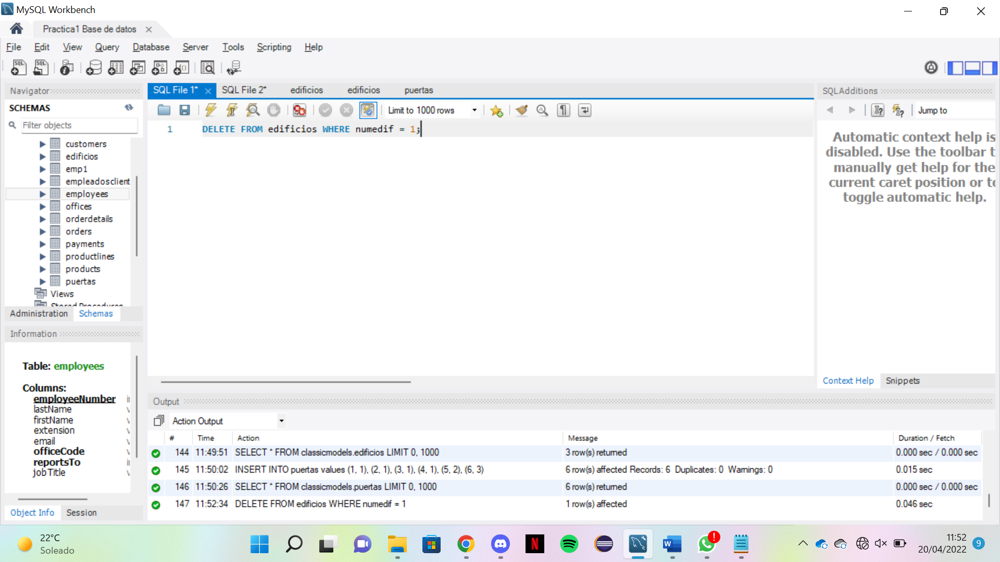 MySQL Workbench
Practica1 Base de datos
File Edit View Query Database Server Tools Scripting Help
Navigator
SCHEMAS
Filter objects
customers
edificios
emp1
empleadosclient
employees
offices
orderdetails
orders
payments
productlines
products
puertas
Views
Stored Procedures
Administration Schemas
Information
Table: employees
Columns:
employeeNumber
lastName
firstName
extension
email
officeCode
reportsTo
jobTitle
Object Info Session
SQL File 1* SQL File 2* edificios edificios puertas
Limit to 1000 rows
1 DELETE FROM edificios WHERE numedif = 1;
SQLAdditions
Jump to
Automatic context help is
disabled. Use the toolbar t
manually get help for the
current caret position or to
toggle automatic help.
Context Help Snippets
Output
Action Output
# Time Action Message Duration / Fetch
144 11:49:51 SELECT * FROM classicmodels.edificios LIMIT 0, 1000 3 row(s) returned 0.000 sec / 0.000 sec
145 11:50:02 INSERT INTO puertas values (1, 1), (2, 1), (3, 1), (4, 1), (5, 2), (6, 3) 6 row(s) affected Records: 6 Duplicates: 0 Warnings: 0 0.015 sec
146 11:50:26 SELECT * FROM classicmodels.puertas LIMIT 0, 1000 6 row(s) returned 0.000 sec / 0.000 sec
147 11:52:34 DELETE FROM edificios WHERE numedif = 1 1 row(s) affected 0.046 sec
22°C
Soleado
11:52
20/04/2022
9